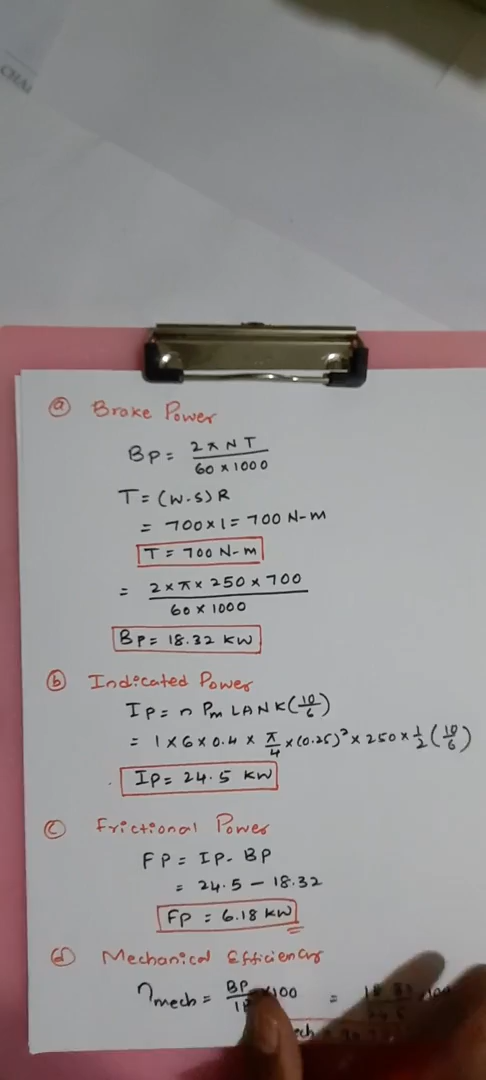 CHAI
ⓐ Brake Power
BP = 2πNT / 60×1000
T = (W-S) R
= 700×1 = 700 N-m
T = 700 N-m
= 2×π×250×700 / 60×1000
BP = 18.32 KW
ⓑ Indicated Power
IP = n Pm LANK (10/6)
= 1×6×0.4× π/4 ×(0.25)²×250× 1/2 (10/6)
IP = 24.5 KW
ⓒ Frictional Power
FP = IP - BP
= 24.5 - 18.32
FP = 6.18 KW
ⓓ Mechanical Efficiency
ηmech = BP/IP ×100 =